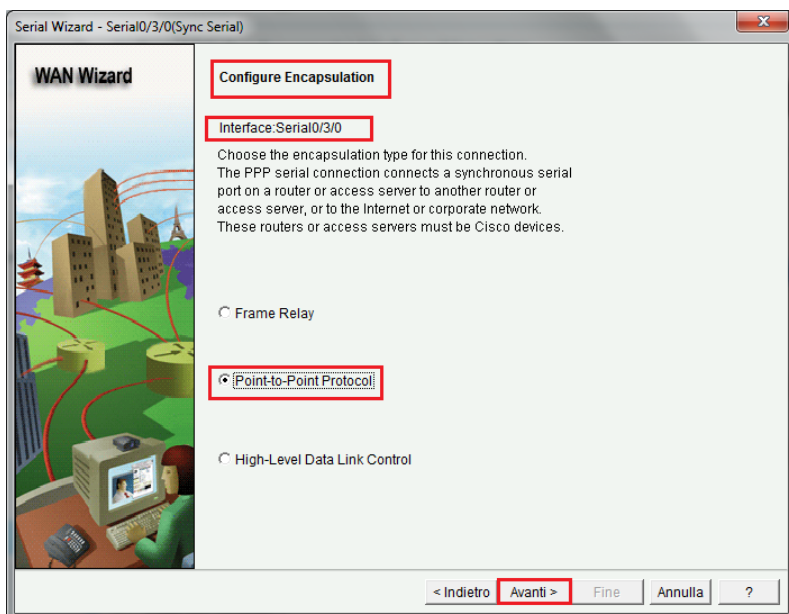 Serial Wizard - Serial0/3/0(Sync Serial)
WAN Wizard
Configure Encapsulation
Interface:Serial0/3/0
Choose the encapsulation type for this connection.
The PPP serial connection connects a synchronous serial
port on a router or access server to another router or
access server, or to the Internet or corporate network.
These routers or access servers must be Cisco devices.
Frame Relay
Point-to-Point Protocol
High-Level Data Link Control
< Indietro Avanti > Fine Annulla ?